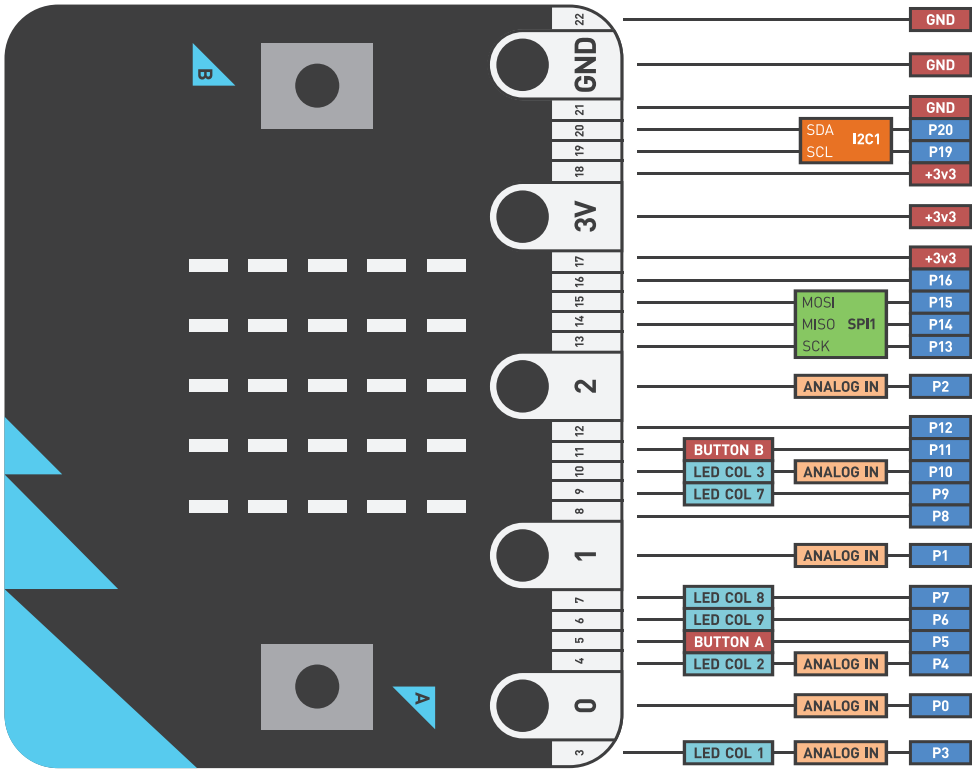 22 GND
GND GND
21 GND
20 SDA I2C1 P20
19 SCL P19
18 +3v3
3V +3v3
17 +3v3
16 P16
15 MOSI P15
14 MISO SPI1 P14
13 SCK P13
2 ANALOG IN P2
12 P12
11 BUTTON B P11
10 LED COL 3 ANALOG IN P10
9 LED COL 7 P9
8 P8
1 ANALOG IN P1
7 LED COL 8 P7
6 LED COL 9 P6
5 BUTTON A P5
4 LED COL 2 ANALOG IN P4
0 ANALOG IN P0
3 LED COL 1 ANALOG IN P3
B
A